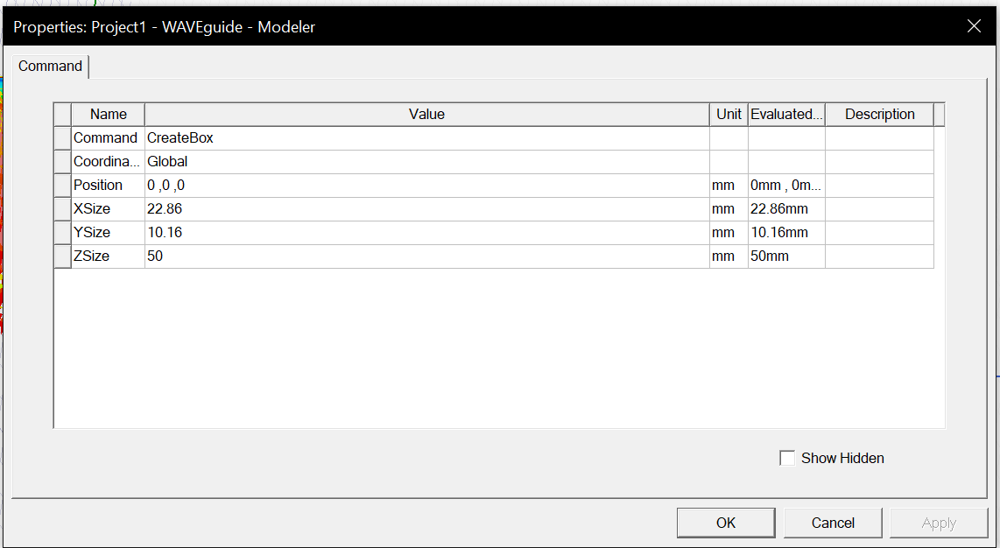 Properties: Project1 - WAVEguide - Modeler
Command
Name Value Unit Evaluated... Description
Command CreateBox
Coordina... Global
Position 0 ,0 ,0 mm 0mm , 0m...
XSize 22.86 mm 22.86mm
YSize 10.16 mm 10.16mm
ZSize 50 mm 50mm
Show Hidden
OK Cancel Apply